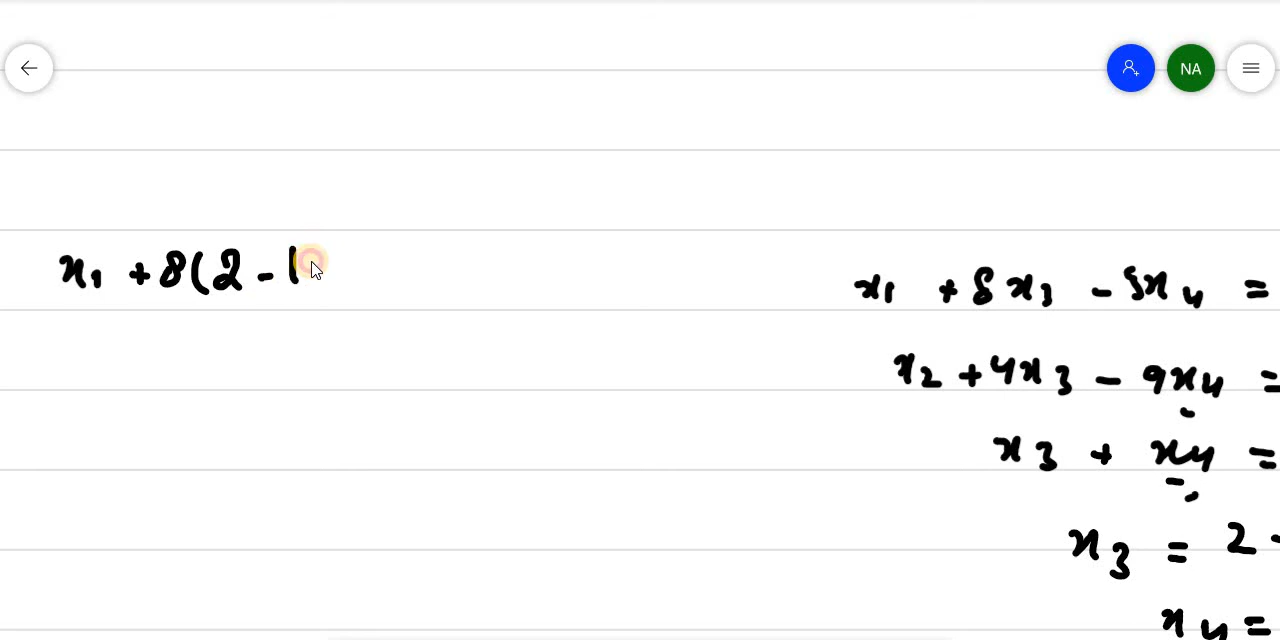 NA
x₁ + 8(2 - 1
x₁ + 8x₃ - 5x₄ =
x₂ + 4x₃ - 9x₄ =
x₃ + x₄ =
x₃ = 2 -
x₄ =